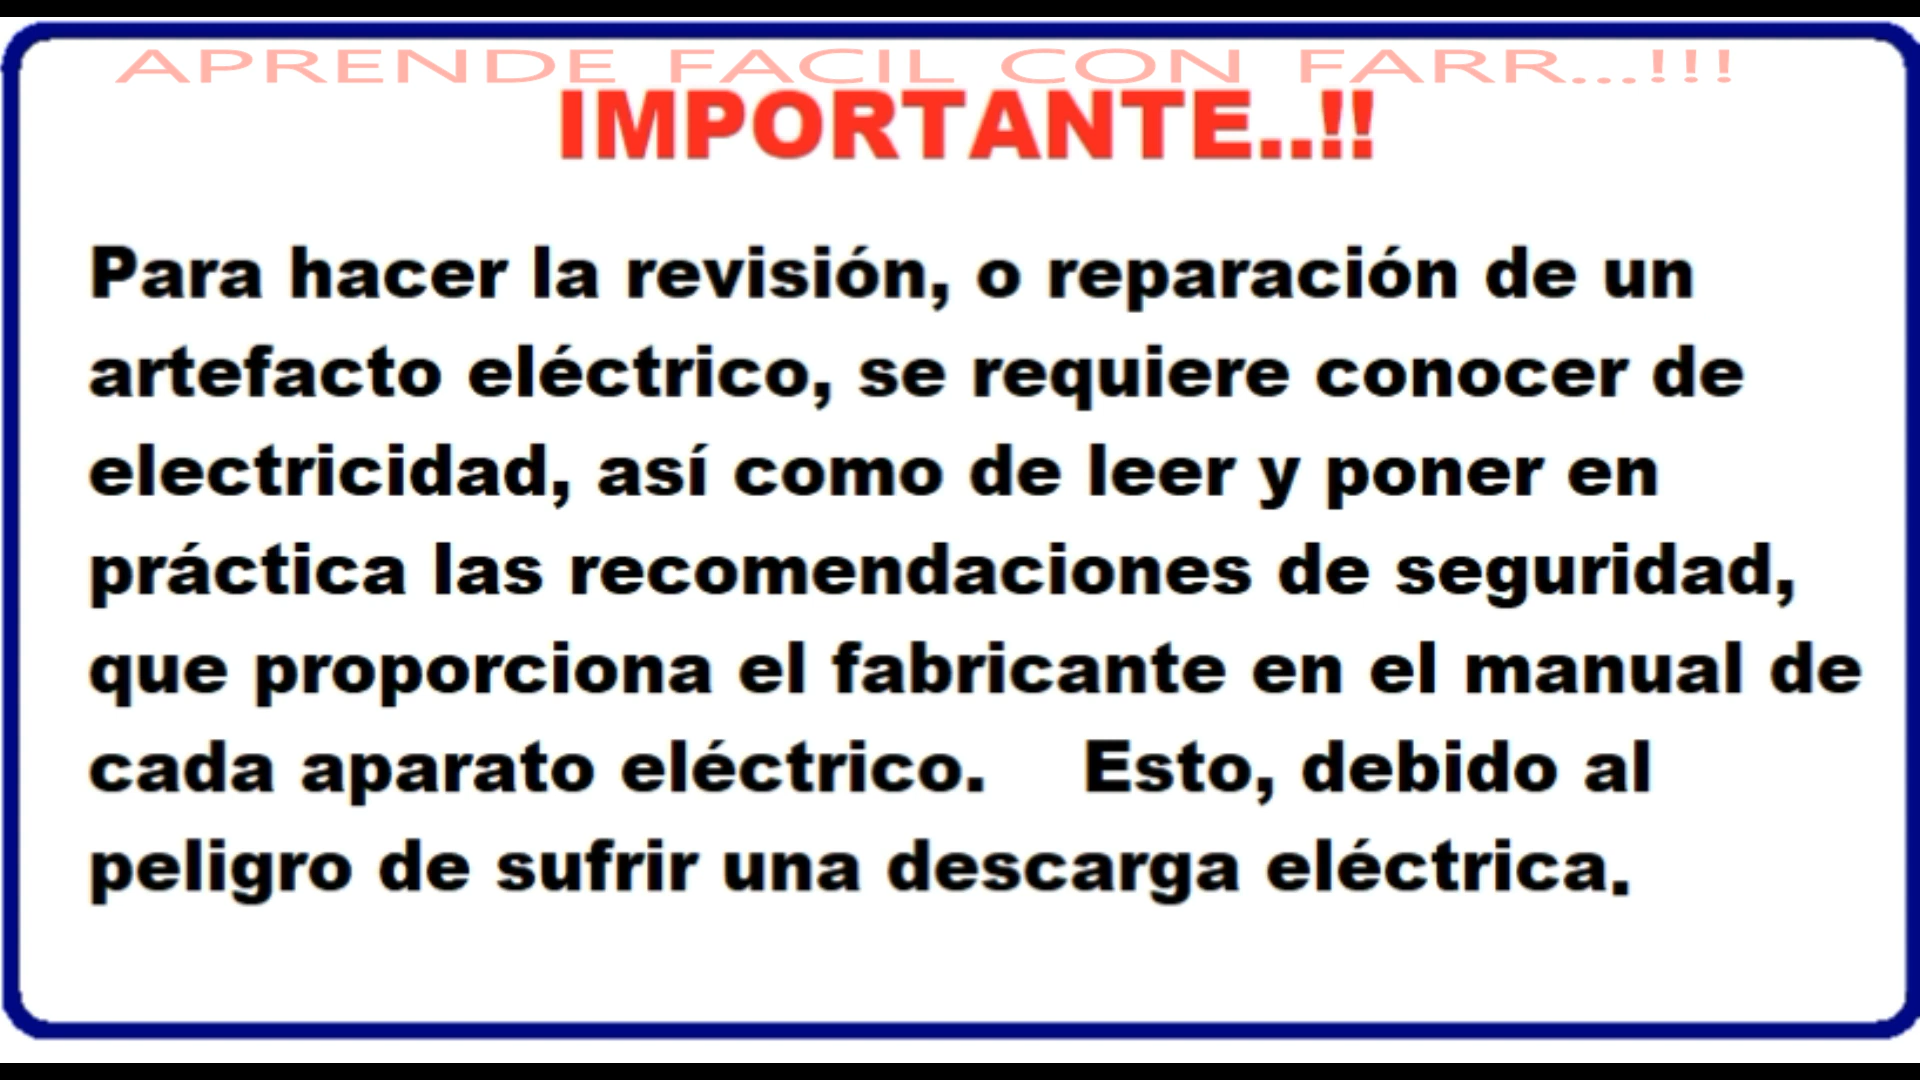 APRENDE FACIL CON FARR...!!!
IMPORTANTE..!!
Para hacer la revisión, o reparación de un
artefacto eléctrico, se requiere conocer de
electricidad, así como de leer y poner en
práctica las recomendaciones de seguridad,
que proporciona el fabricante en el manual de
cada aparato eléctrico.    Esto, debido al
peligro de sufrir una descarga eléctrica.